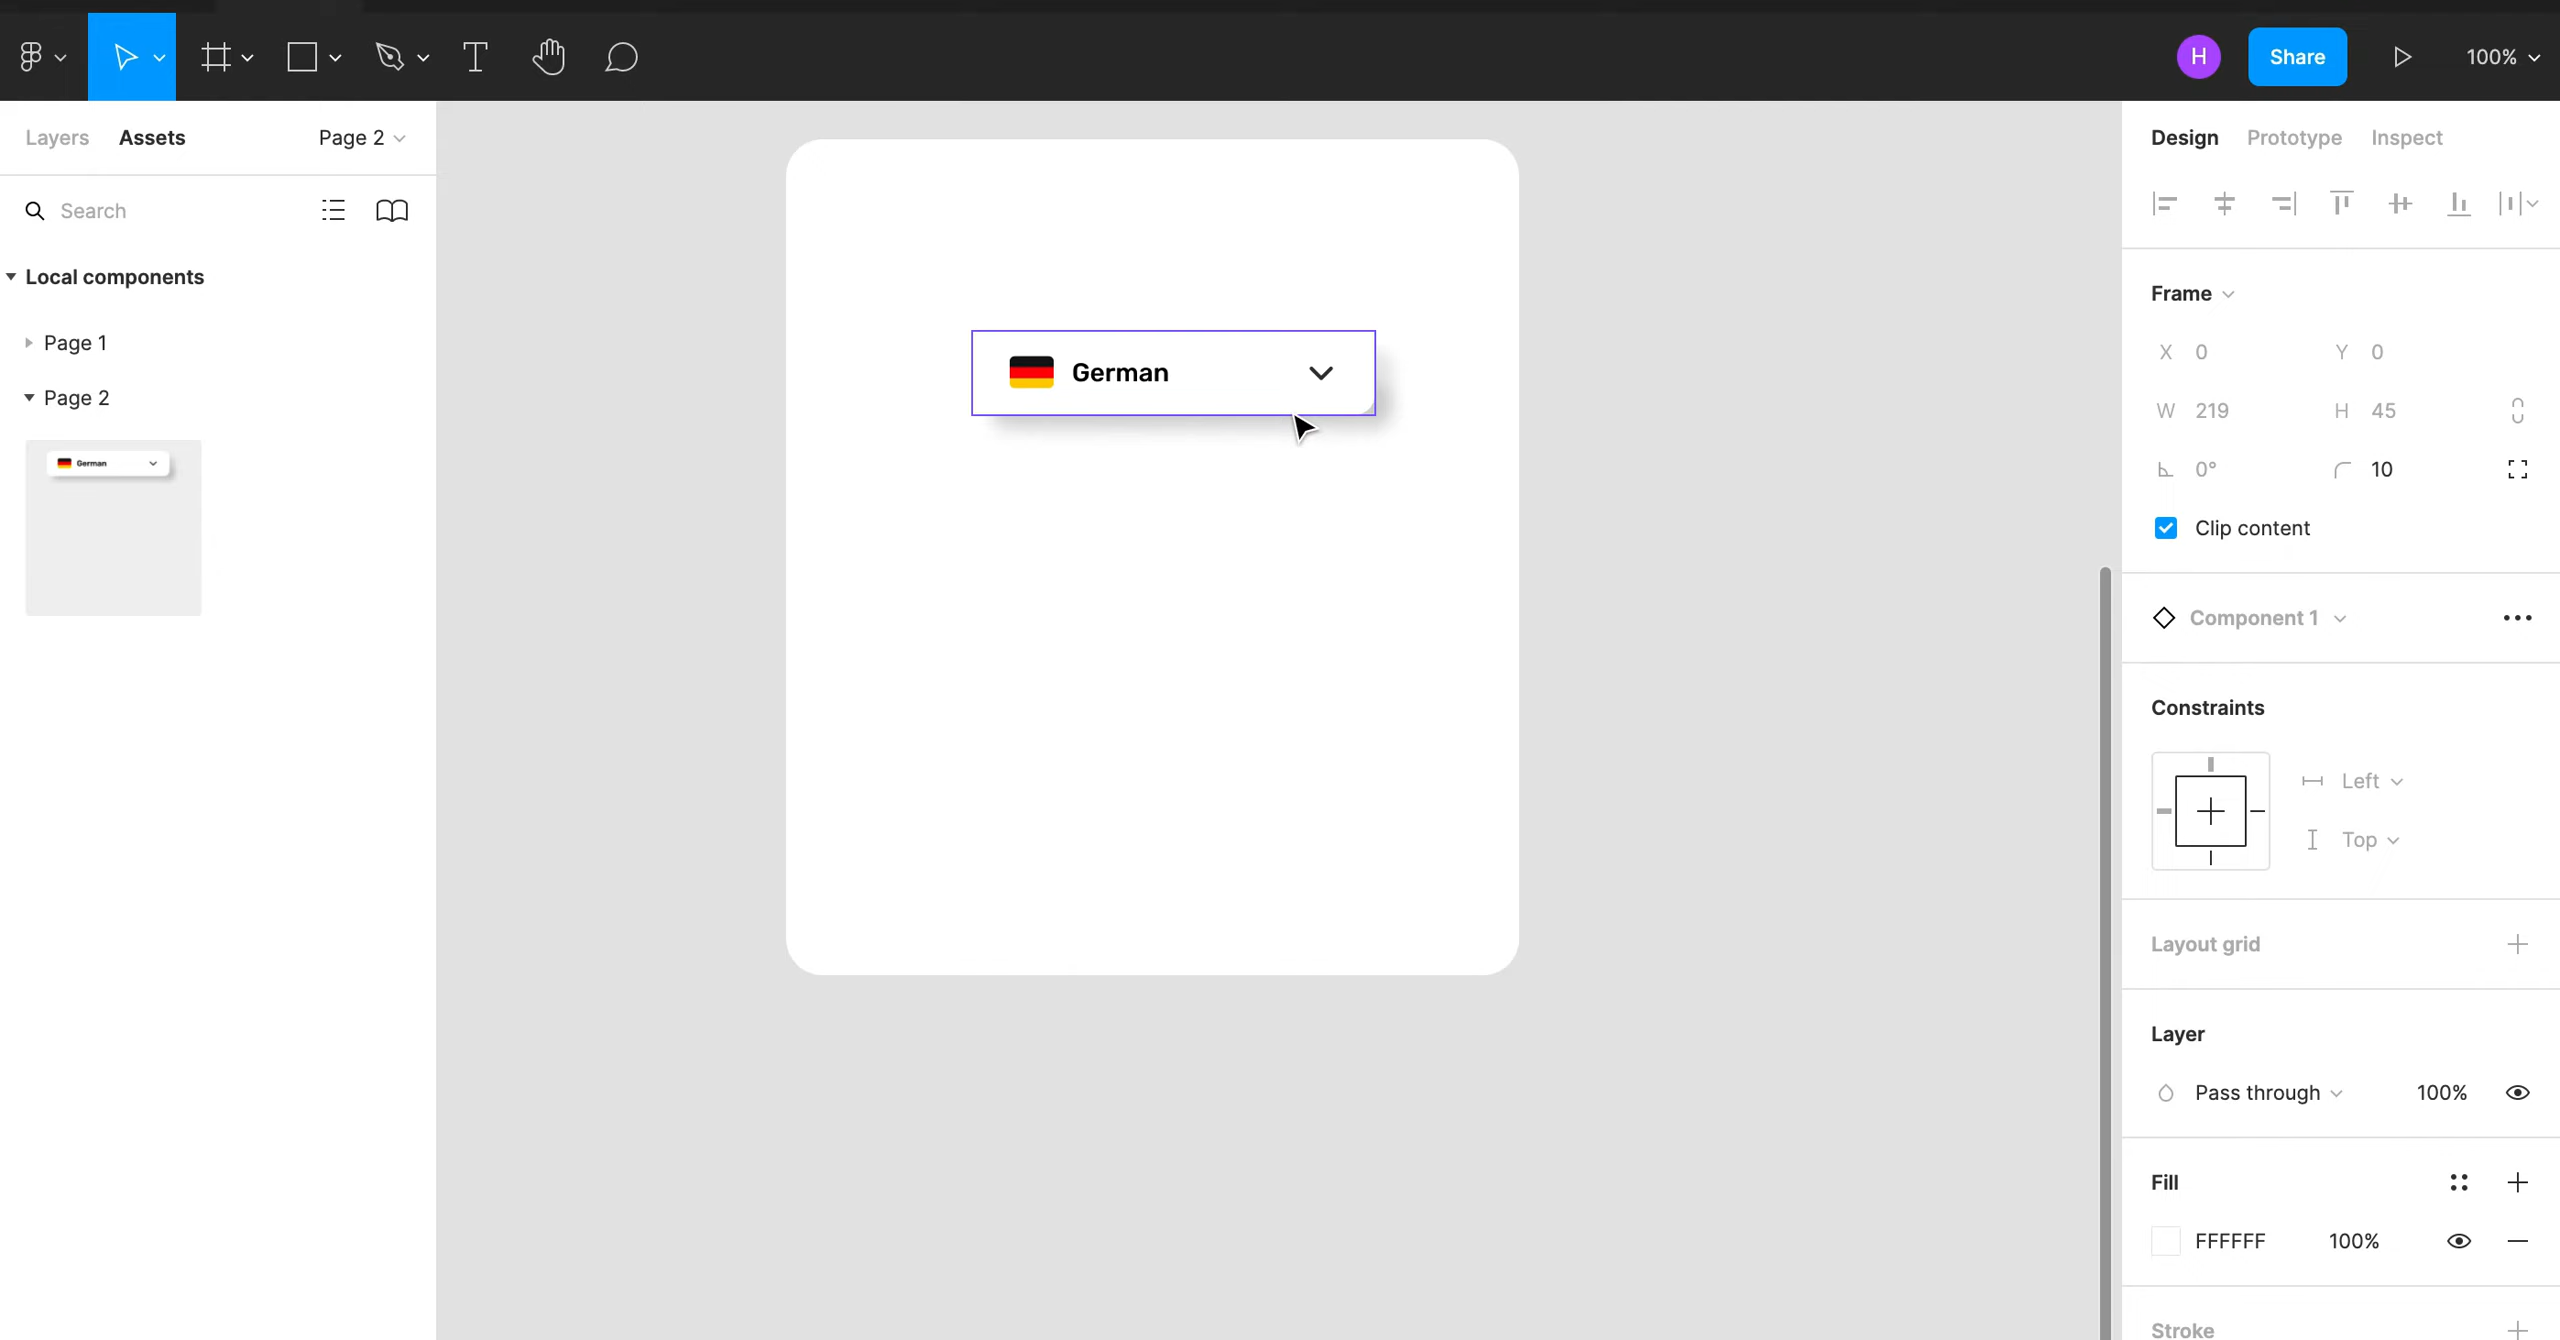 H
Share
100%
Layers Assets Page 2
Search
Local components
Page 1
Page 2
German
German
Design Prototype Inspect
Frame
X 0 Y 0
W 219 H 45
0° 10
Clip content
Component 1
Constraints
Left
Top
Layout grid
Layer
Pass through 100%
Fill
FFFFFF 100%
Stroke